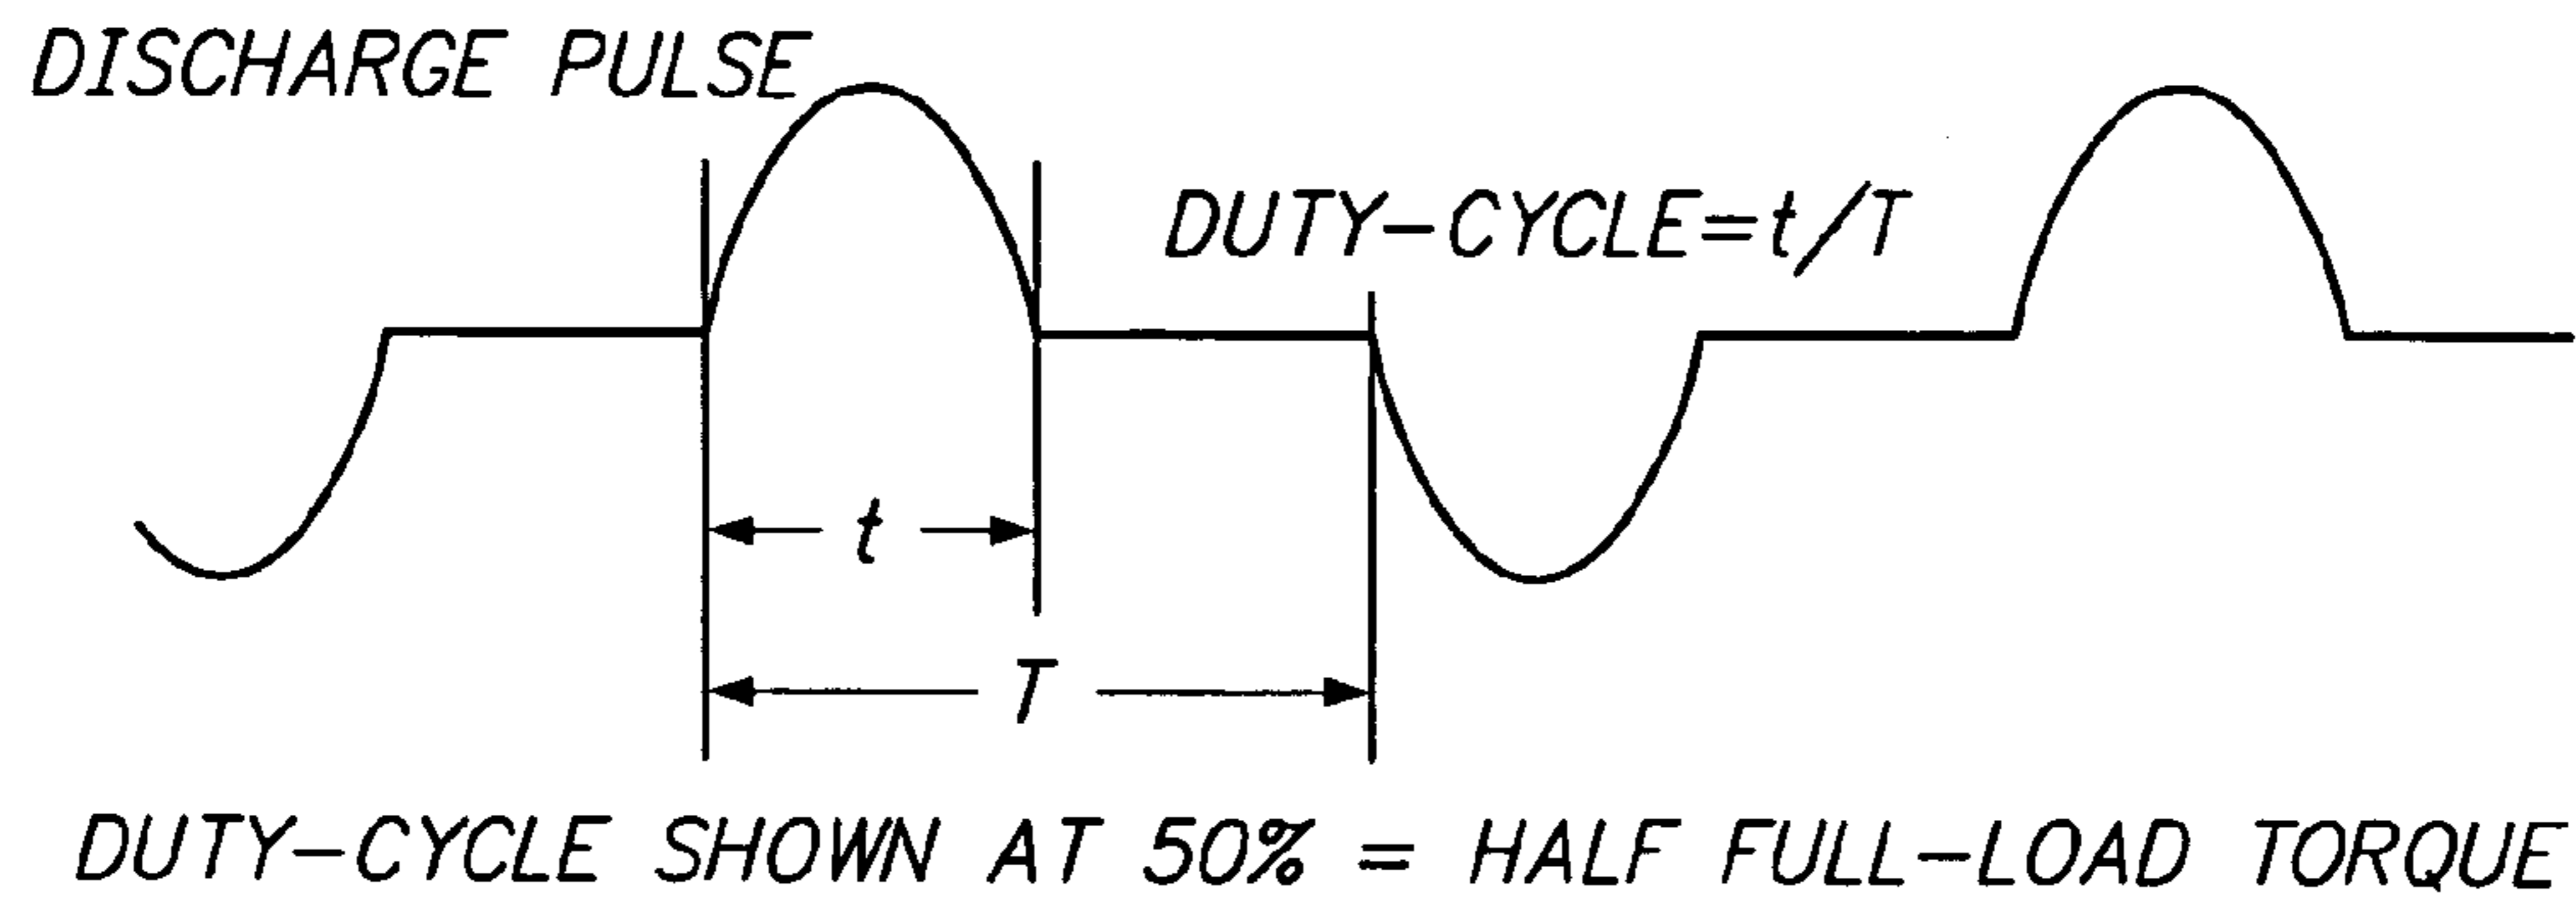 DISCHARGE PULSE
DUTY-CYCLE=t/T
t
T
DUTY-CYCLE SHOWN AT 50% = HALF FULL-LOAD TORQUE